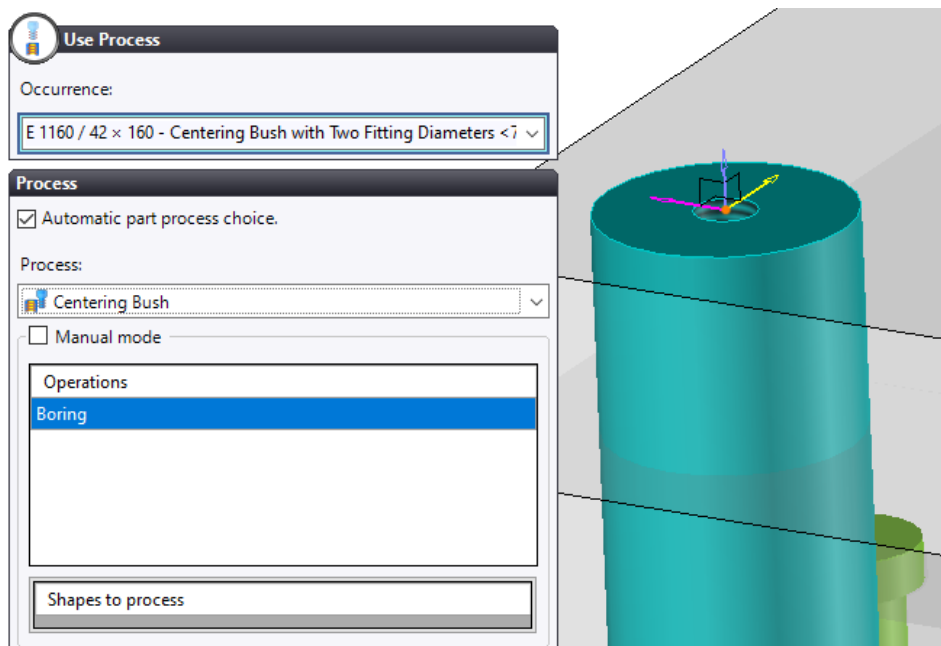 Use Process
Occurrence:
E 1160 / 42 × 160 - Centering Bush with Two Fitting Diameters <7
Process
Automatic part process choice.
Process:
Centering Bush
Manual mode
Operations
Boring
Shapes to process